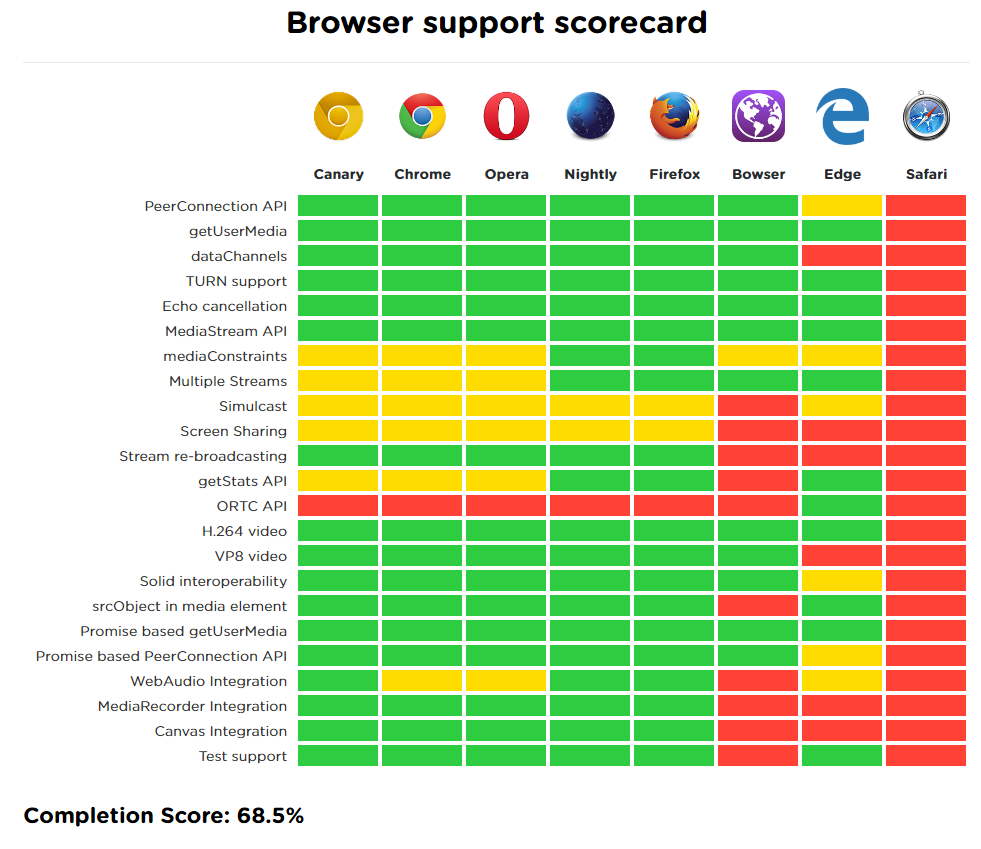 Browser support scorecard
Canary Chrome Opera Nightly Firefox Bowser Edge Safari
PeerConnection API
getUserMedia
dataChannels
TURN support
Echo cancellation
MediaStream API
mediaConstraints
Multiple Streams
Simulcast
Screen Sharing
Stream re-broadcasting
getStats API
ORTC API
H.264 video
VP8 video
Solid interoperability
srcObject in media element
Promise based getUserMedia
Promise based PeerConnection API
WebAudio Integration
MediaRecorder Integration
Canvas Integration
Test support
Completion Score: 68.5%